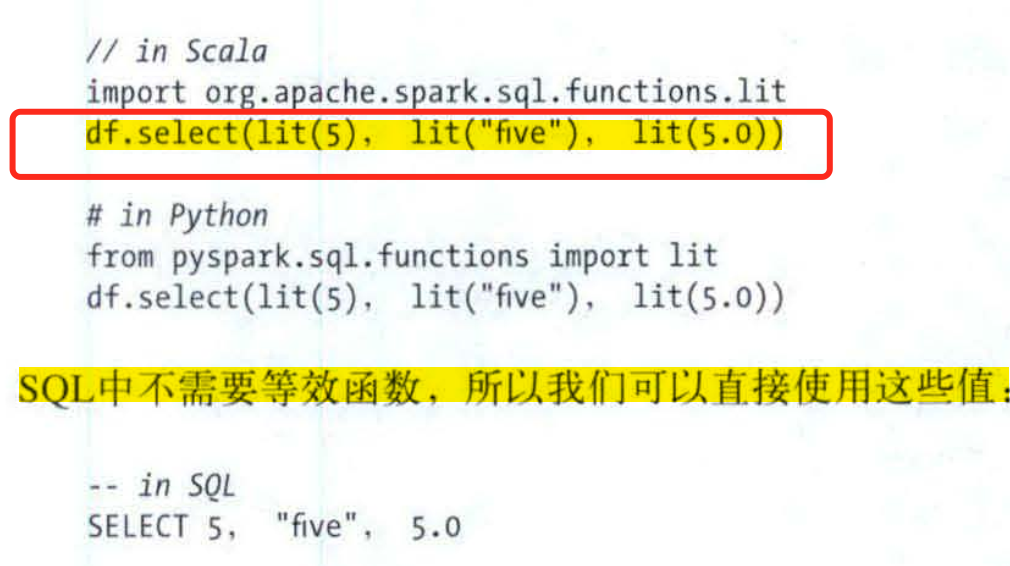 // in Scala
import org.apache.spark.sql.functions.lit
df.select(lit(5), lit("five"), lit(5.0))
# in Python
from pyspark.sql.functions import lit
df.select(lit(5), lit("five"), lit(5.0))
SQL中不需要等效函数，所以我们可以直接使用这些值：
-- in SQL
SELECT 5, "five", 5.0